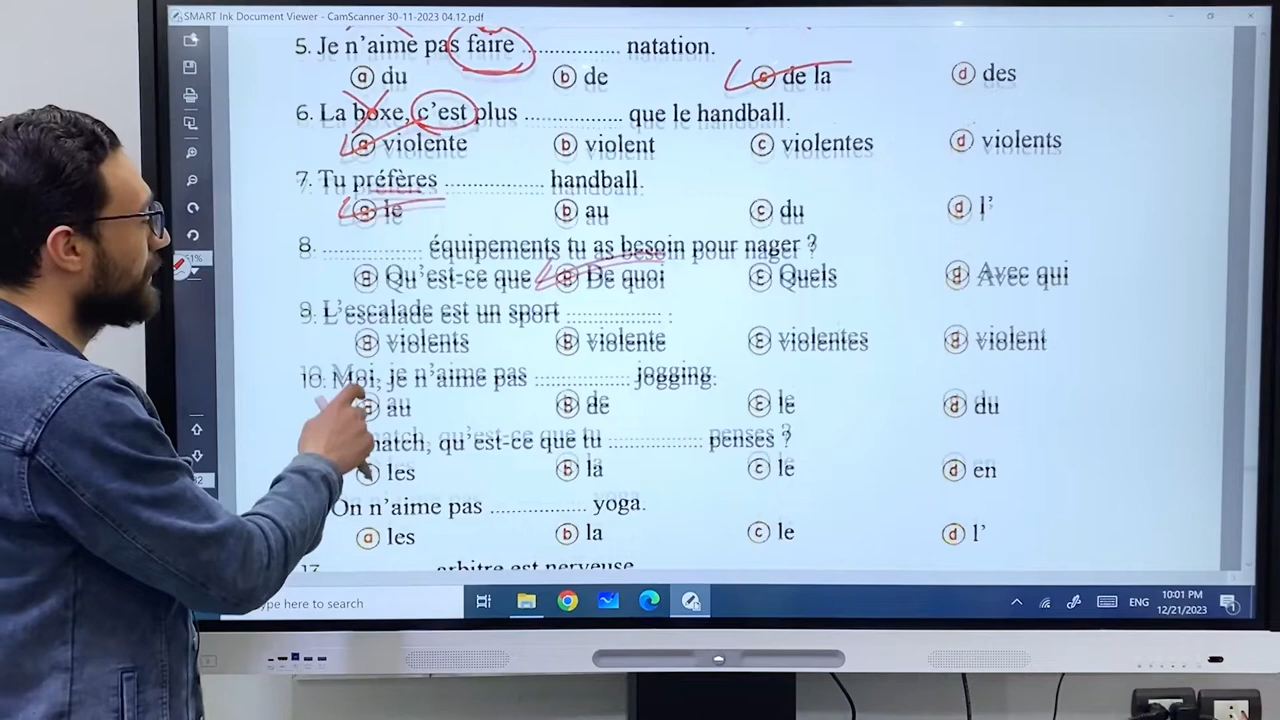 SMART Ink Document Viewer - CamScanner 30-11-2023 04.12.pdf
5. Je n'aime pas faire ............... natation.
a du b de c de la d des
6. La boxe, c'est plus ............... que le handball.
a violente b violent c violentes d violents
7. Tu préfères ............... handball.
a le b au c du d l'
8. ............... équipements tu as besoin pour nager ?
a Qu'est-ce que b De quoi c Quels d Avec qui
9. L'escalade est un sport ............... :
a violents b violente c violentes d violent
10. Moi, je n'aime pas ............... jogging.
a au b de c le d du
match, qu'est-ce que tu ............... penses ?
les b la c le d en
On n'aime pas ............... yoga.
a les b la c le d l'
arbitre est nerveuse
ype here to search
ENG
10:01 PM
12/21/2023